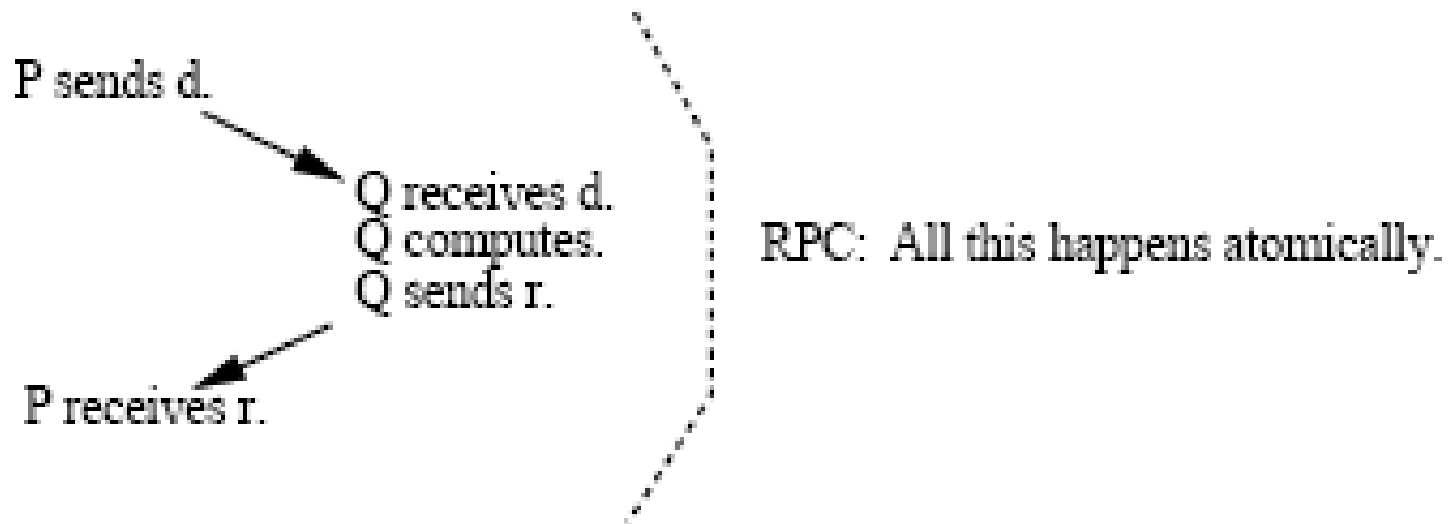 P sends d.
Q receives d.
Q computes.
Q sends r.
P receives r.
RPC: All this happens atomically.